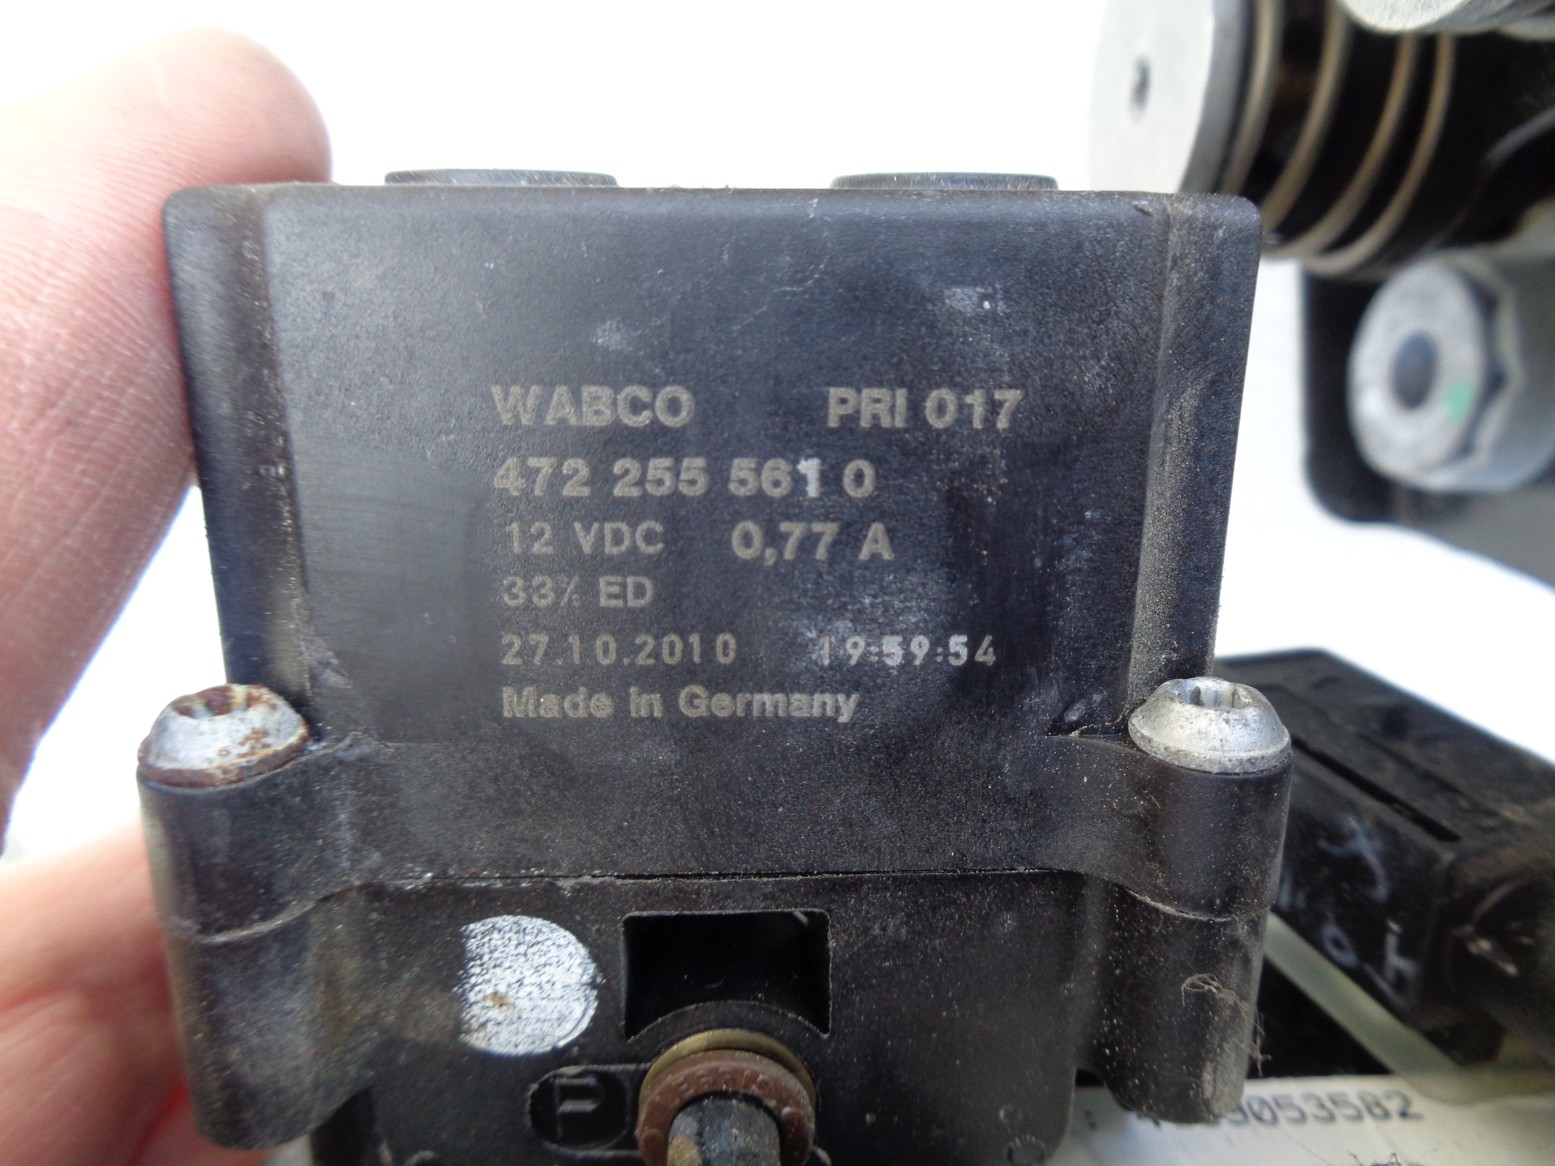 WABCO PRI 017
472 255 561 0
12 VDC 0,77 A
33% ED
27.10.2010 19:59:54
Made in Germany